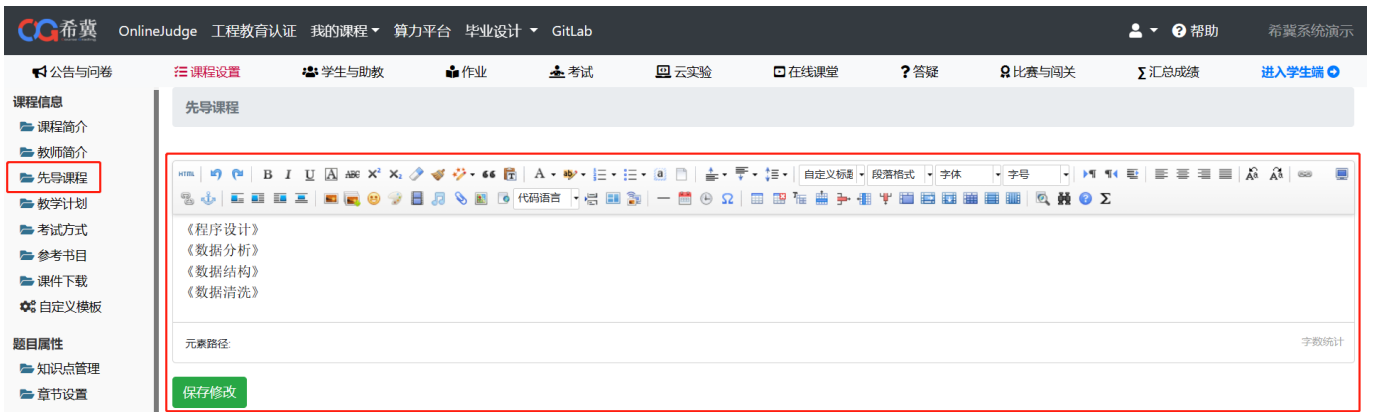 CG希冀 OnlineJudge 工程教育认证 我的课程 算力平台 毕业设计 GitLab 帮助 希冀系统演示
公告与问卷 课程设置 学生与助教 作业 考试 云实验 在线课堂 答疑 比赛与闯关 汇总成绩 进入学生端
课程信息
课程简介
教师简介
先导课程
教学计划
考试方式
参考书目
课件下载
自定义模板
题目属性
知识点管理
章节设置
先导课程
HTML B I U A ABC X² X₂ A a 自定义标题 段落格式 字体 字号
代码语言
《程序设计》
《数据分析》
《数据结构》
《数据清洗》
元素路径: 字数统计
保存修改